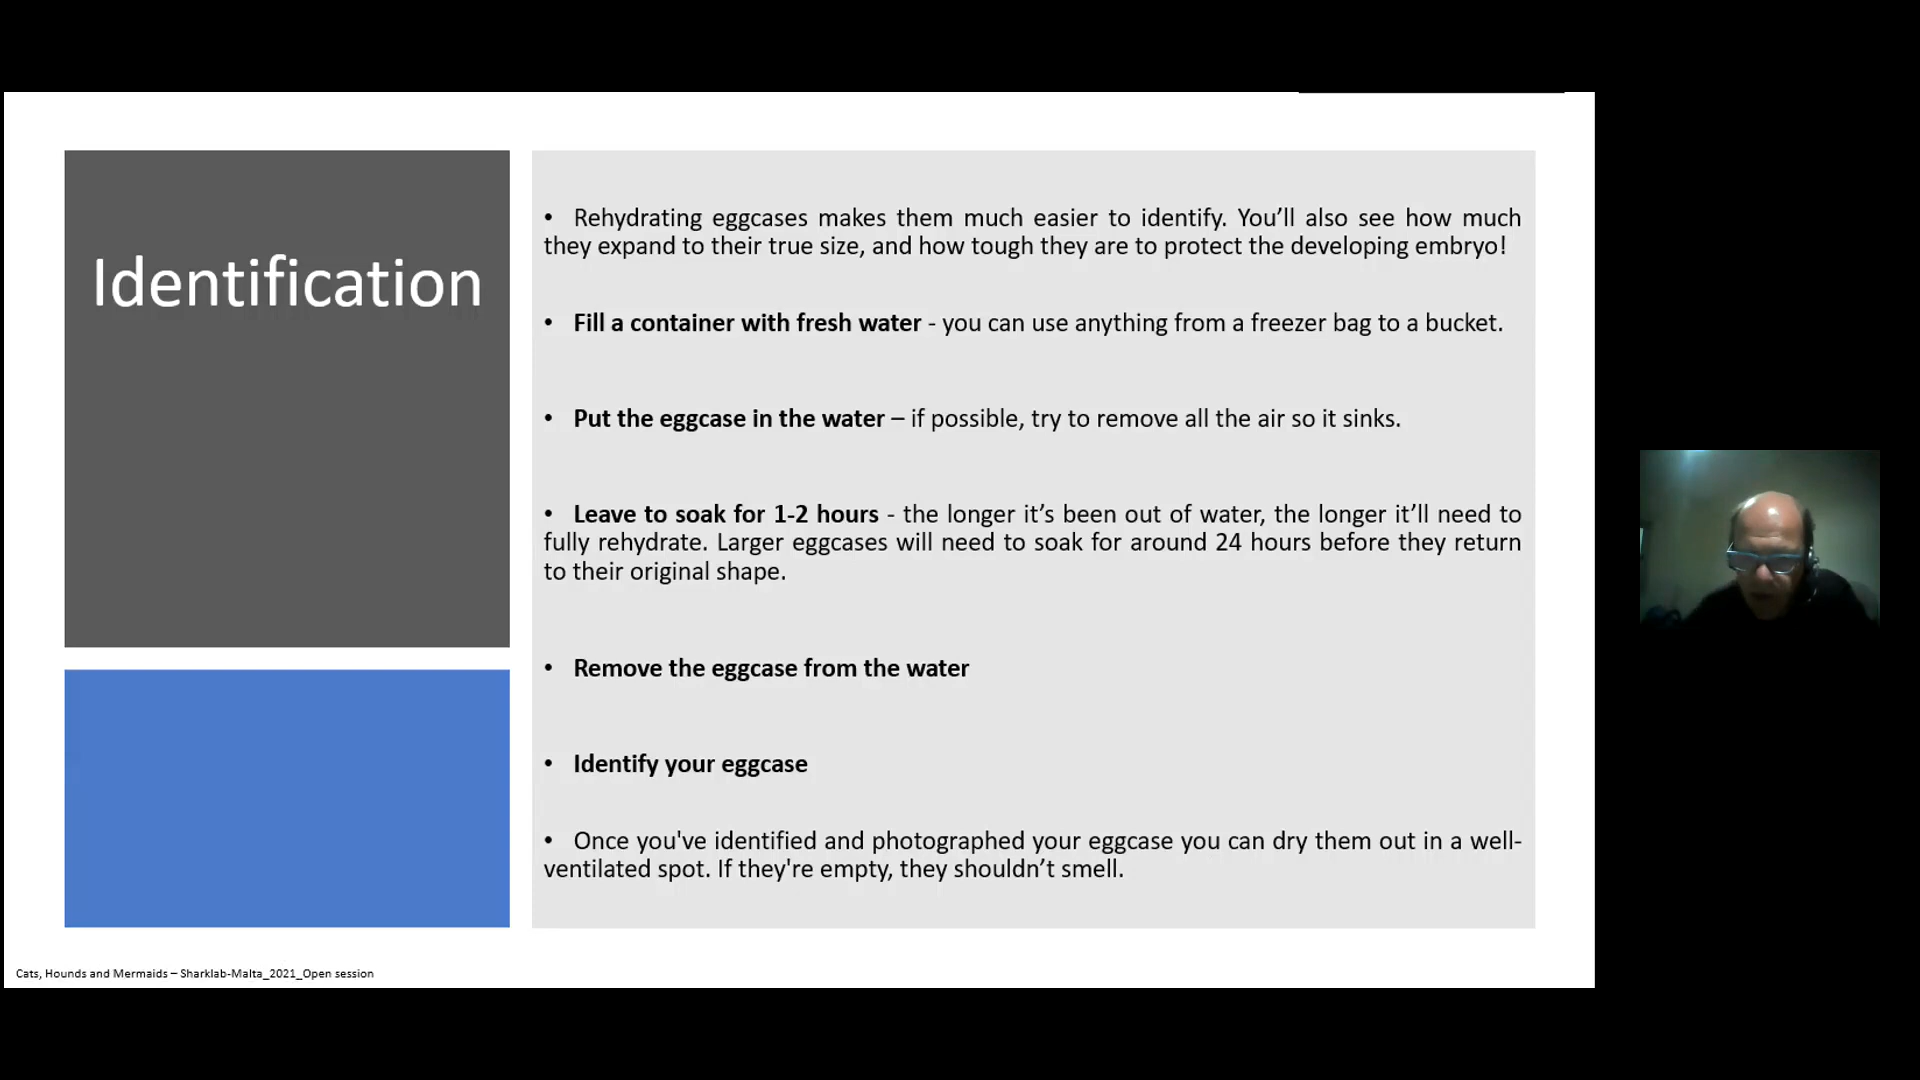 Identification
• Rehydrating eggcases makes them much easier to identify. You’ll also see how much
they expand to their true size, and how tough they are to protect the developing embryo!
• Fill a container with fresh water - you can use anything from a freezer bag to a bucket.
• Put the eggcase in the water – if possible, try to remove all the air so it sinks.
• Leave to soak for 1-2 hours - the longer it’s been out of water, the longer it’ll need to
fully rehydrate. Larger eggcases will need to soak for around 24 hours before they return
to their original shape.
• Remove the eggcase from the water
• Identify your eggcase
• Once you've identified and photographed your eggcase you can dry them out in a well-
ventilated spot. If they're empty, they shouldn’t smell.
Cats, Hounds and Mermaids – Sharklab-Malta_2021_Open session